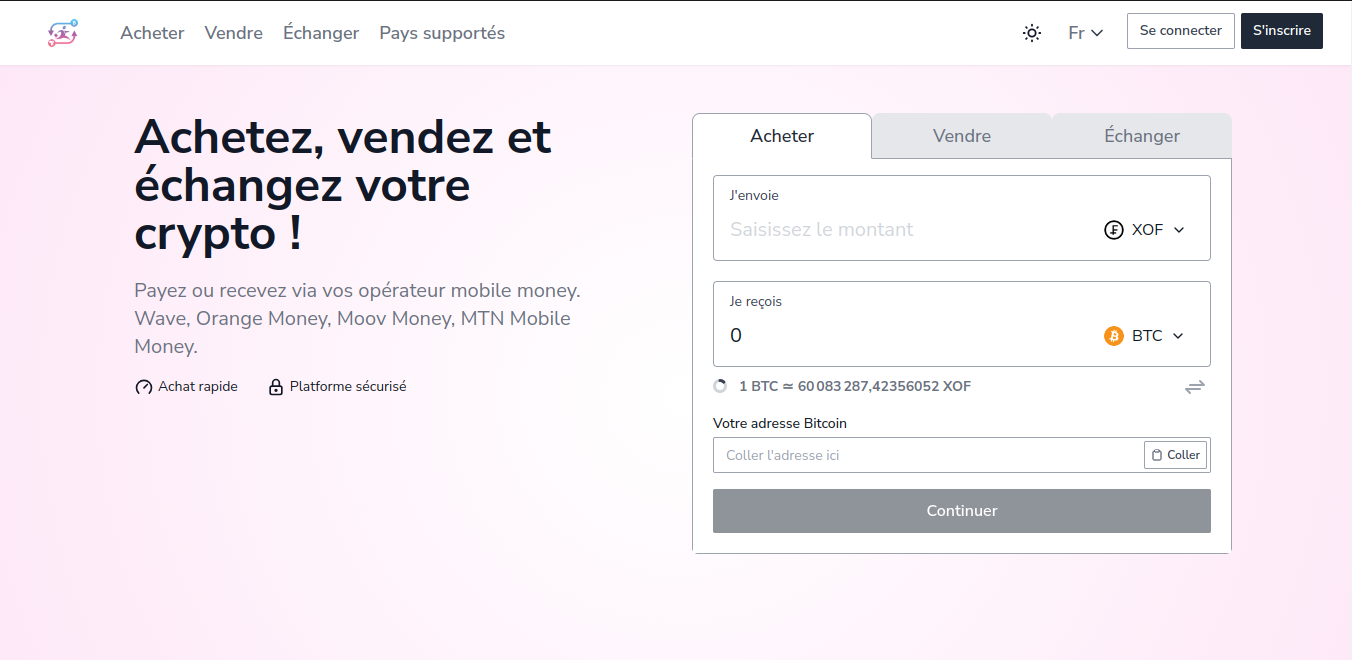 Acheter Vendre Échanger Pays supportés Fr Se connecter S'inscrire
Achetez, vendez et
échangez votre
crypto !
Payez ou recevez via vos opérateur mobile money.
Wave, Orange Money, Moov Money, MTN Mobile
Money.
Achat rapide Platforme sécurisé
Acheter Vendre Échanger
J'envoie
Saisissez le montant XOF
Je reçois
0 BTC
1 BTC ≃ 60 083 287,42356052 XOF
Votre adresse Bitcoin
Coller l'adresse ici Coller
Continuer